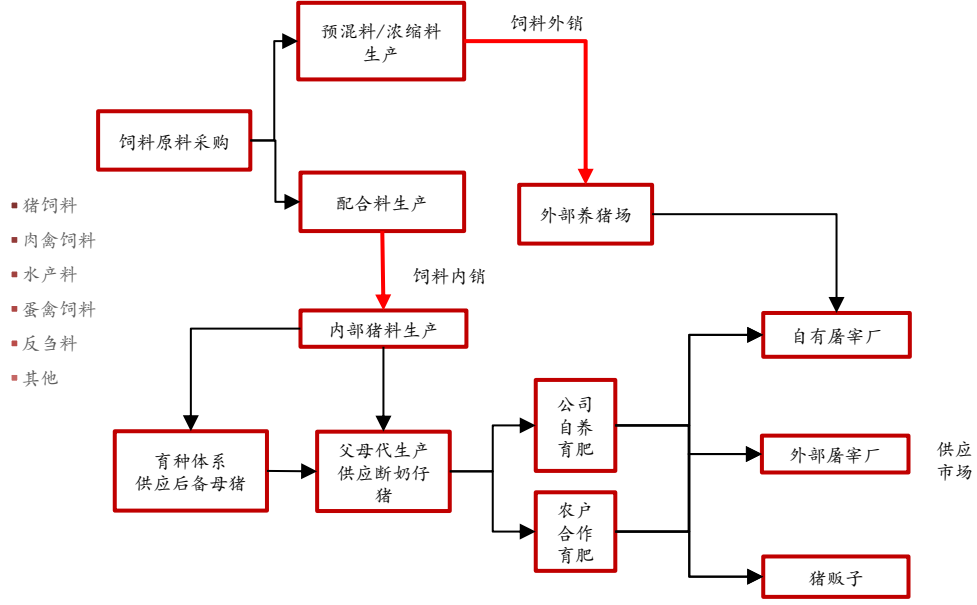 预混料/浓缩料
生产
饲料外销
饲料原料采购
配合料生产
外部养猪场
猪饲料
肉禽饲料
水产料
蛋禽饲料
反刍料
其他
饲料内销
内部猪料生产
自有屠宰厂
公司
自养
育肥
育种体系
供应后备母猪
父母代生产
供应断奶仔
猪
外部屠宰厂
供应
市场
农户
合作
育肥
猪贩子